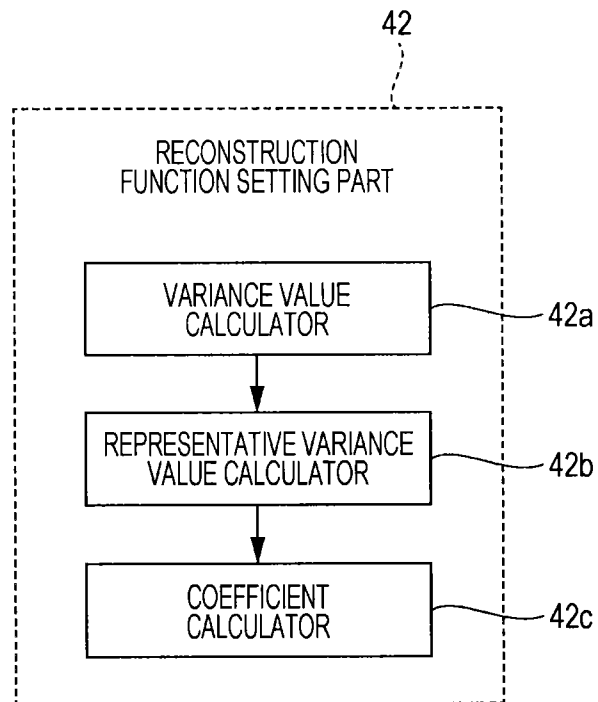 42
RECONSTRUCTION
FUNCTION SETTING PART
VARIANCE VALUE
CALCULATOR
42a
REPRESENTATIVE VARIANCE
VALUE CALCULATOR
42b
COEFFICIENT
CALCULATOR
42c